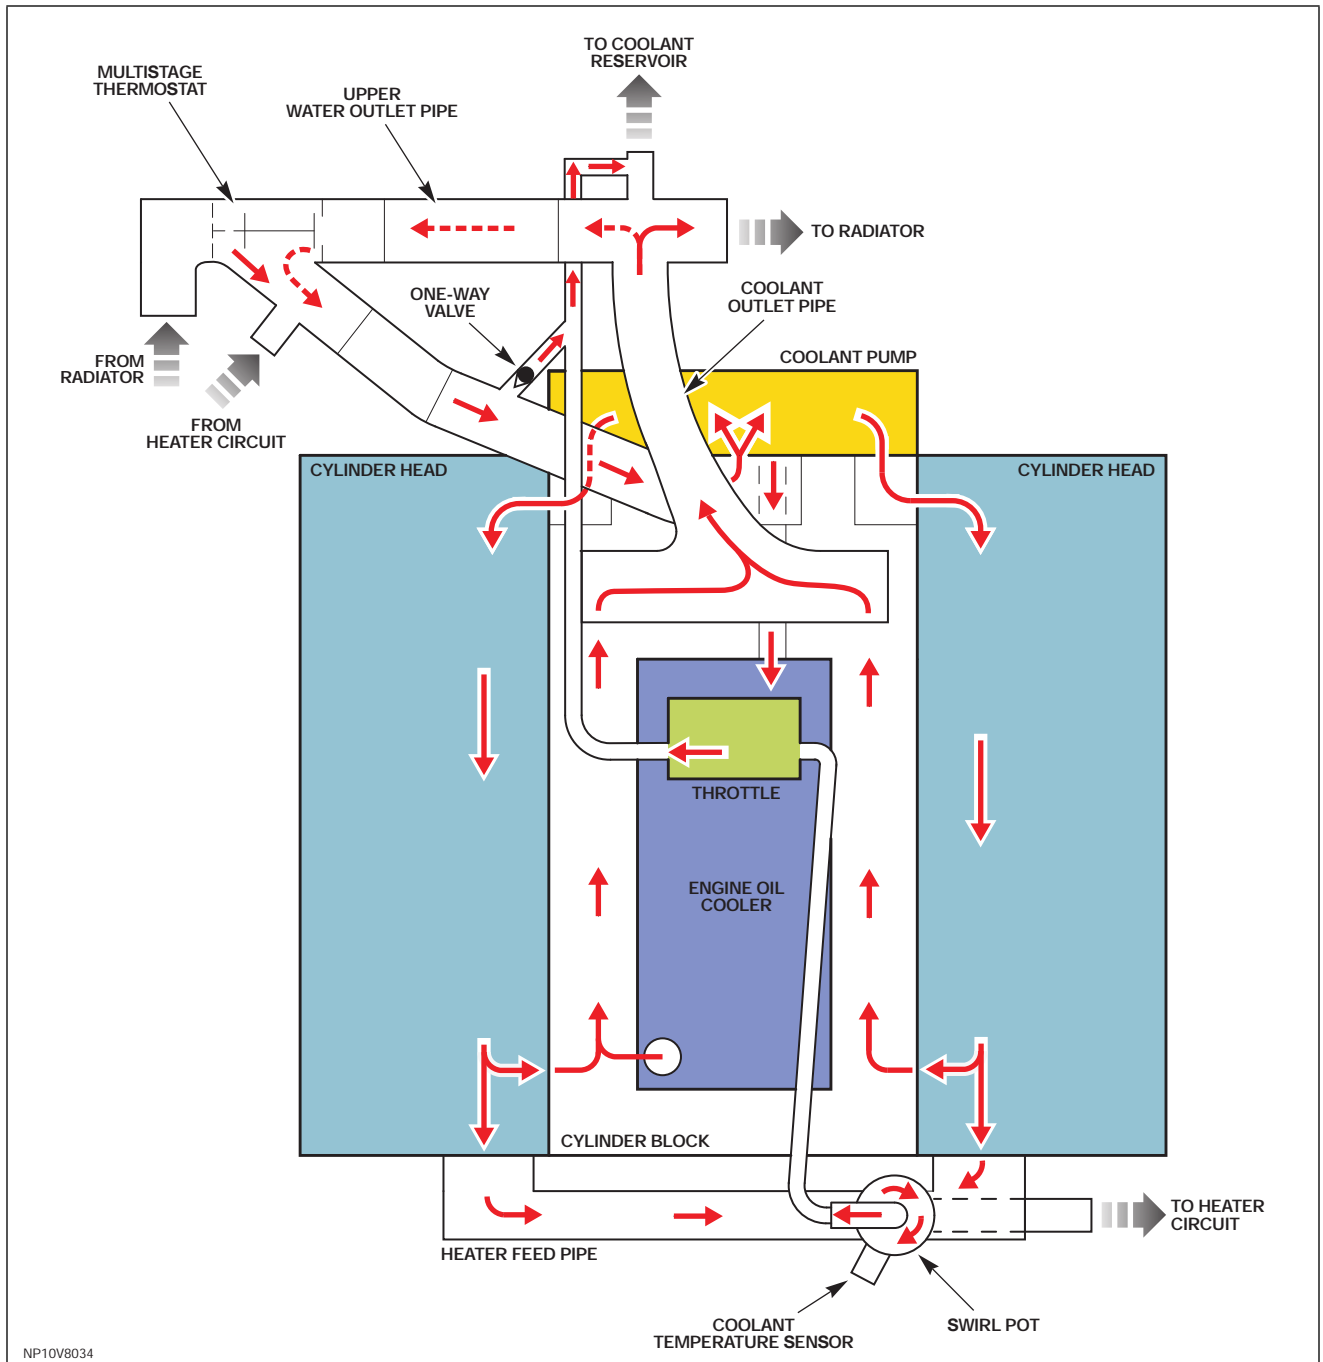 TO COOLANT
RESERVOIR
MULTISTAGE
THERMOSTAT
UPPER
WATER OUTLET PIPE
TO RADIATOR
ONE-WAY
VALVE
COOLANT
OUTLET PIPE
FROM
RADIATOR
COOLANT PUMP
FROM
HEATER CIRCUIT
CYLINDER HEAD
CYLINDER HEAD
THROTTLE
ENGINE OIL
COOLER
CYLINDER BLOCK
TO HEATER
CIRCUIT
HEATER FEED PIPE
COOLANT
TEMPERATURE SENSOR
SWIRL POT
NP10V8034